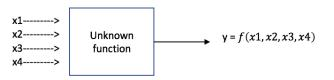 x1--------->
x2--------->
x3--------->
x4--------->
Unknown
function
y = f(x1, x2, x3, x4)